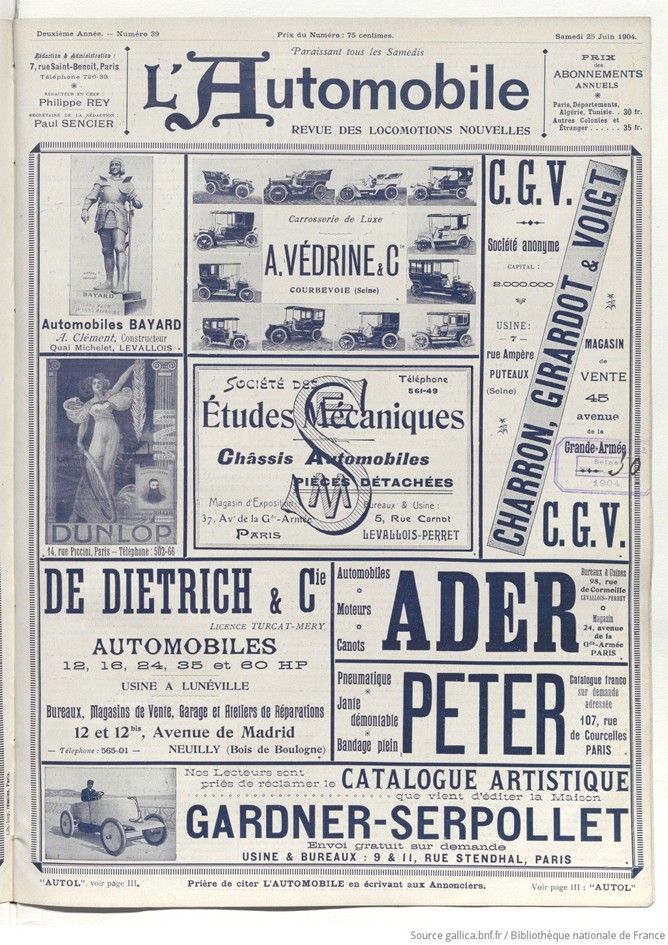 Deuxième Année. — Numéro 39
Prix du Numéro : 75 centimes.
Samedi 25 Juin 1904.
Rédaction & Administration :
7, rue Saint-Benoit, Paris
Téléphone 726-33
RÉDACTEUR EN CHEF :
Philippe REY
SECRÉTAIRE DE LA RÉDACTION :
Paul SENCIER
Paraissant tous les Samedis
L'Automobile
REVUE DES LOCOMOTIONS NOUVELLES
PRIX
des
ABONNEMENTS
ANNUELS
Paris, Départements,
Algérie, Tunisie . . 30 fr.
Autres Colonies et
Étranger . . . . . . 35 fr.
BAYARD
Automobiles BAYARD
A. Clément, Constructeur
Quai Michelet, LEVALLOIS
Carrosserie de Luxe
A. VÉDRINE & Cie
COURBEVOIE (Seine)
C.G.V.
Société anonyme
CAPITAL :
2.000.000
USINE :
7
rue Ampère
PUTEAUX
(Seine)
CHARRON, GIRARDOT & VOIGT
MAGASIN
de
VENTE
45
avenue
de la
Grande-Armée
1904
30
C.G.V.
DUNLOP
14, rue Piccini, Paris - Téléphone : 502-66
SOCIÉTÉ DES
Téléphone
561-49
Études Mécaniques
SEM
Châssis Automobiles
PIÈCES DÉTACHÉES
Magasin d'Exposition
37, Av. de la Gde-Armée
PARIS
Bureaux & Usine :
5, Rue Carnot
LEVALLOIS-PERRET
DE DIETRICH & Cie
LICENCE TURCAT-MÉRY
AUTOMOBILES
12, 16, 24, 35 et 60 HP
USINE A LUNÉVILLE
Bureaux, Magasins de Vente, Garage et Ateliers de Réparations
12 et 12bis, Avenue de Madrid
— Téléphone : 565-01 — NEUILLY (Bois de Boulogne)
Automobiles
Moteurs
Canots
ADER
Bureaux & Usines
98, rue
de Cormeille
LEVALLOIS-PERRET
Magasin
24, avenue
de la
Gde-Armée
PARIS
Pneumatique
Jante
démontable
Bandage plein
PETER
Catalogue franco
sur demande
adressée
107, rue
de Courcelles
PARIS
Nos Lecteurs sont
priés de réclamer le CATALOGUE ARTISTIQUE
que vient d'éditer la Maison
GARDNER-SERPOLLET
Envoi gratuit sur demande
USINE & BUREAUX : 9 & 11, RUE STENDHAL, PARIS
"AUTOL", voir page III.
Prière de citer L'AUTOMOBILE en écrivant aux Annonciers.
Voir page III : "AUTOL"
Source gallica.bnf.fr / Bibliothèque nationale de France